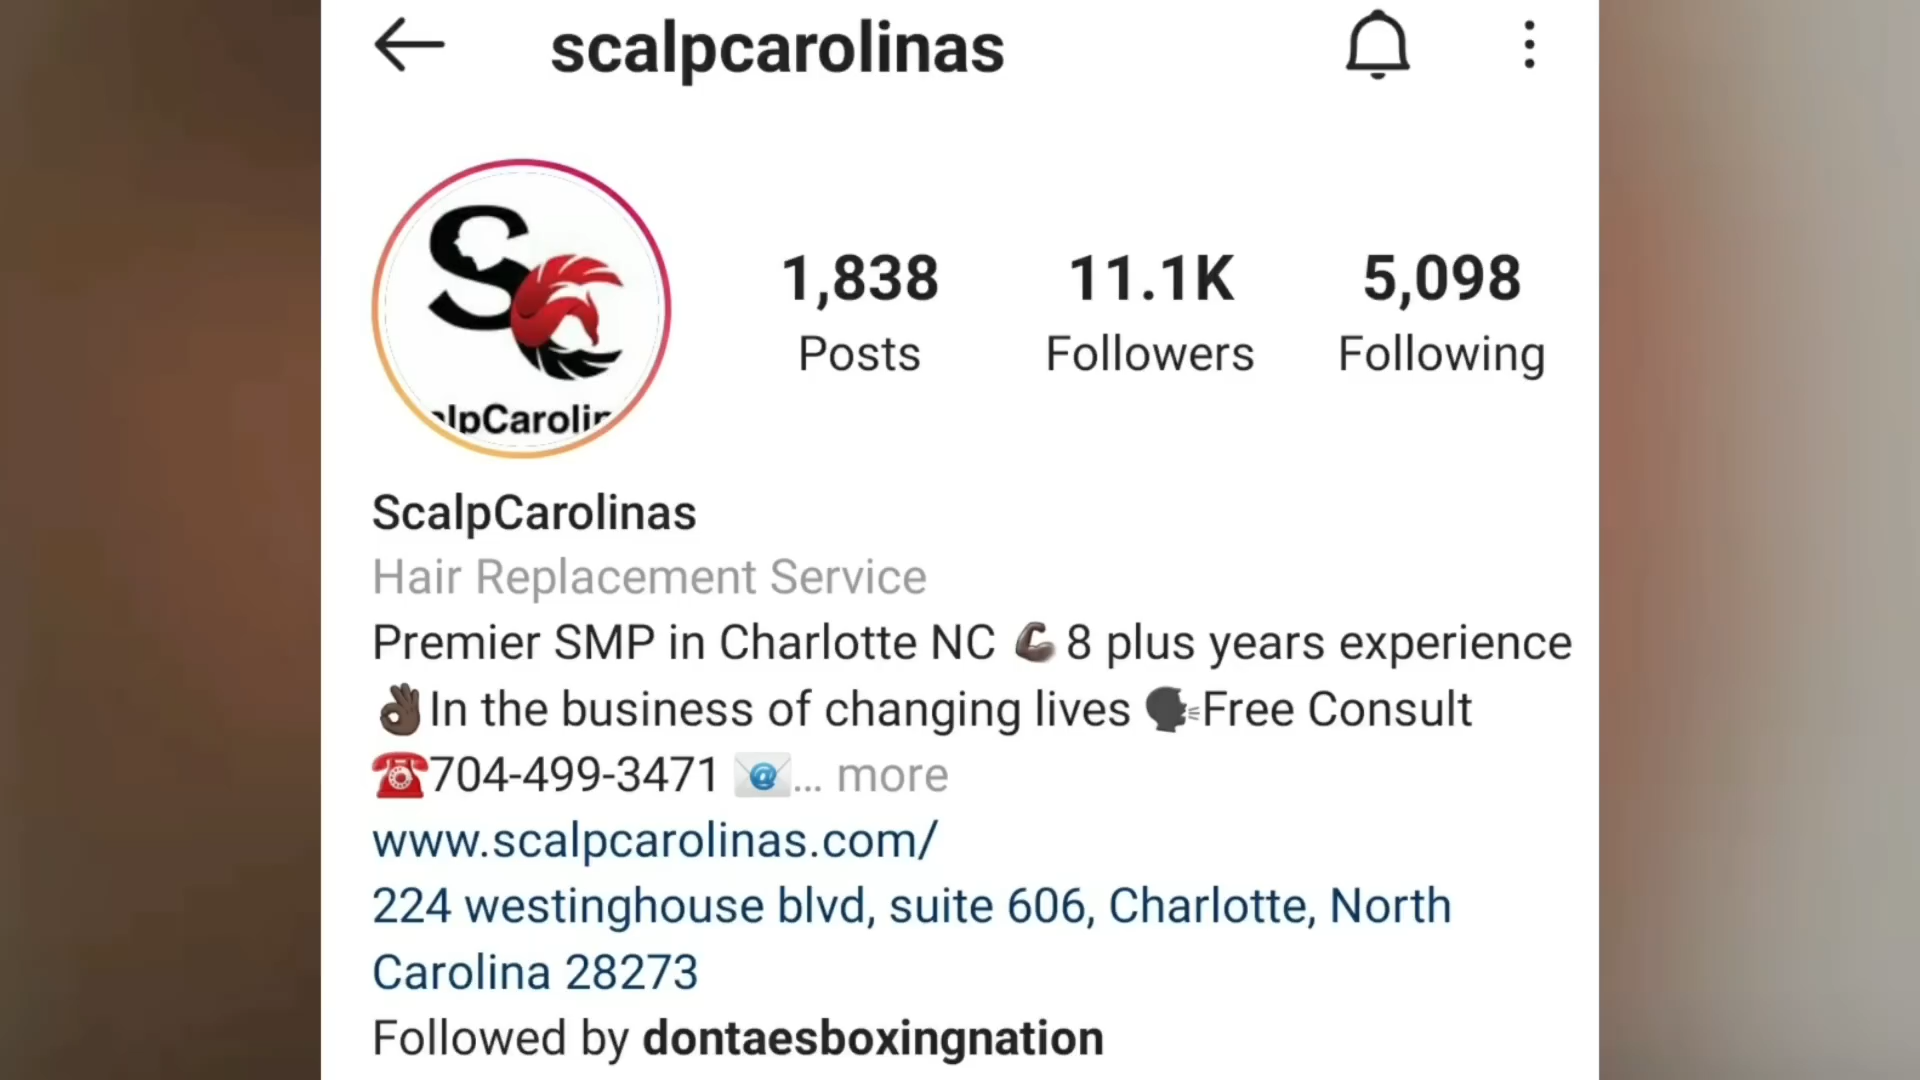 scalpcarolinas
1,838
11.1K
5,098
Posts
Followers
Following
SC
alpCarolin
ScalpCarolinas
Hair Replacement Service
Premier SMP in Charlotte NC 💪🏿 8 plus years experience
👌🏿In the business of changing lives 🗣Free Consult
☎️704-499-3471 📧... more
www.scalpcarolinas.com/
224 westinghouse blvd, suite 606, Charlotte, North
Carolina 28273
Followed by dontaesboxingnation